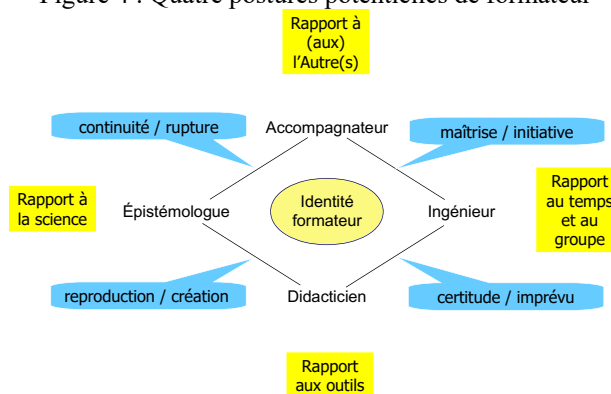 Figure 4 : Quatre postures potentielles de formateur
Rapport à
(aux)
l'Autre(s)
continuité / rupture
Accompagnateur
maîtrise / initiative
Rapport à
la science
Épistémologue
Identité
formateur
Ingénieur
Rapport
au temps
et au
groupe
reproduction / création
Didacticien
certitude / imprévu
Rapport
aux outils